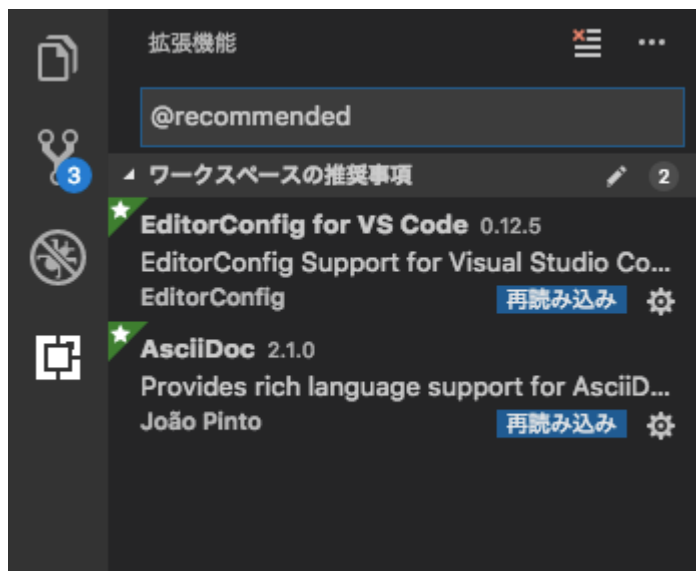 拡張機能
@recommended
3
ワークスペースの推奨事項 2
EditorConfig for VS Code 0.12.5
EditorConfig Support for Visual Studio Co...
EditorConfig 再読み込み
AsciiDoc 2.1.0
Provides rich language support for AsciiD...
João Pinto 再読み込み